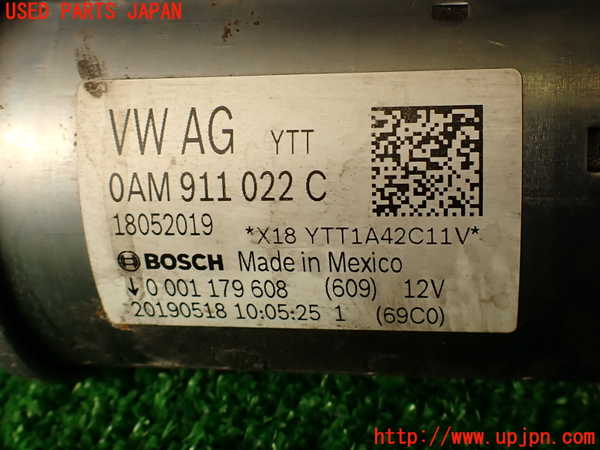 USED PARTS JAPAN
VW AG YTT
0AM 911 022 C
18052019 *X18 YTT1A42C11V*
BOSCH Made in Mexico
↓ 0 001 179 608 (609) 12V
20190518 10:05:25 1 (69C0)
http://www.upjpn.com/